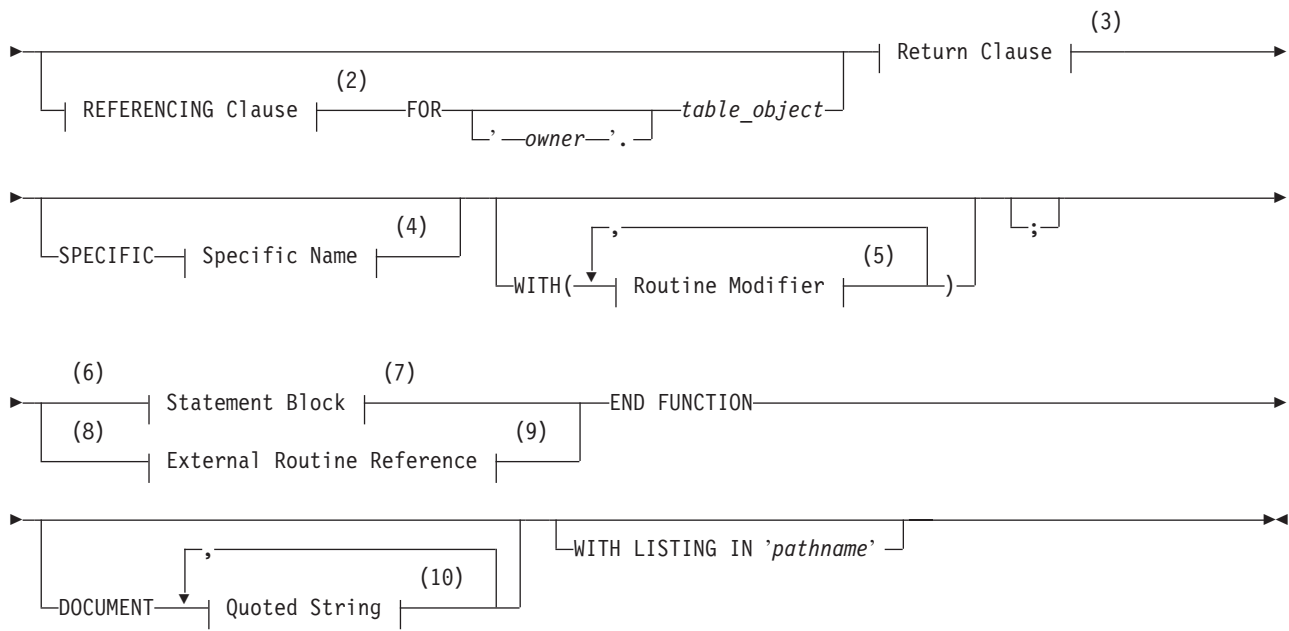 (3)
Return Clause
(2)
REFERENCING Clause FOR ’ owner ’. table_object
(4)
SPECIFIC Specific Name
,
(5)
WITH( Routine Modifier )
;
(6) (7)
Statement Block END FUNCTION
(8) (9)
External Routine Reference
,
(10)
DOCUMENT Quoted String
WITH LISTING IN ’pathname’